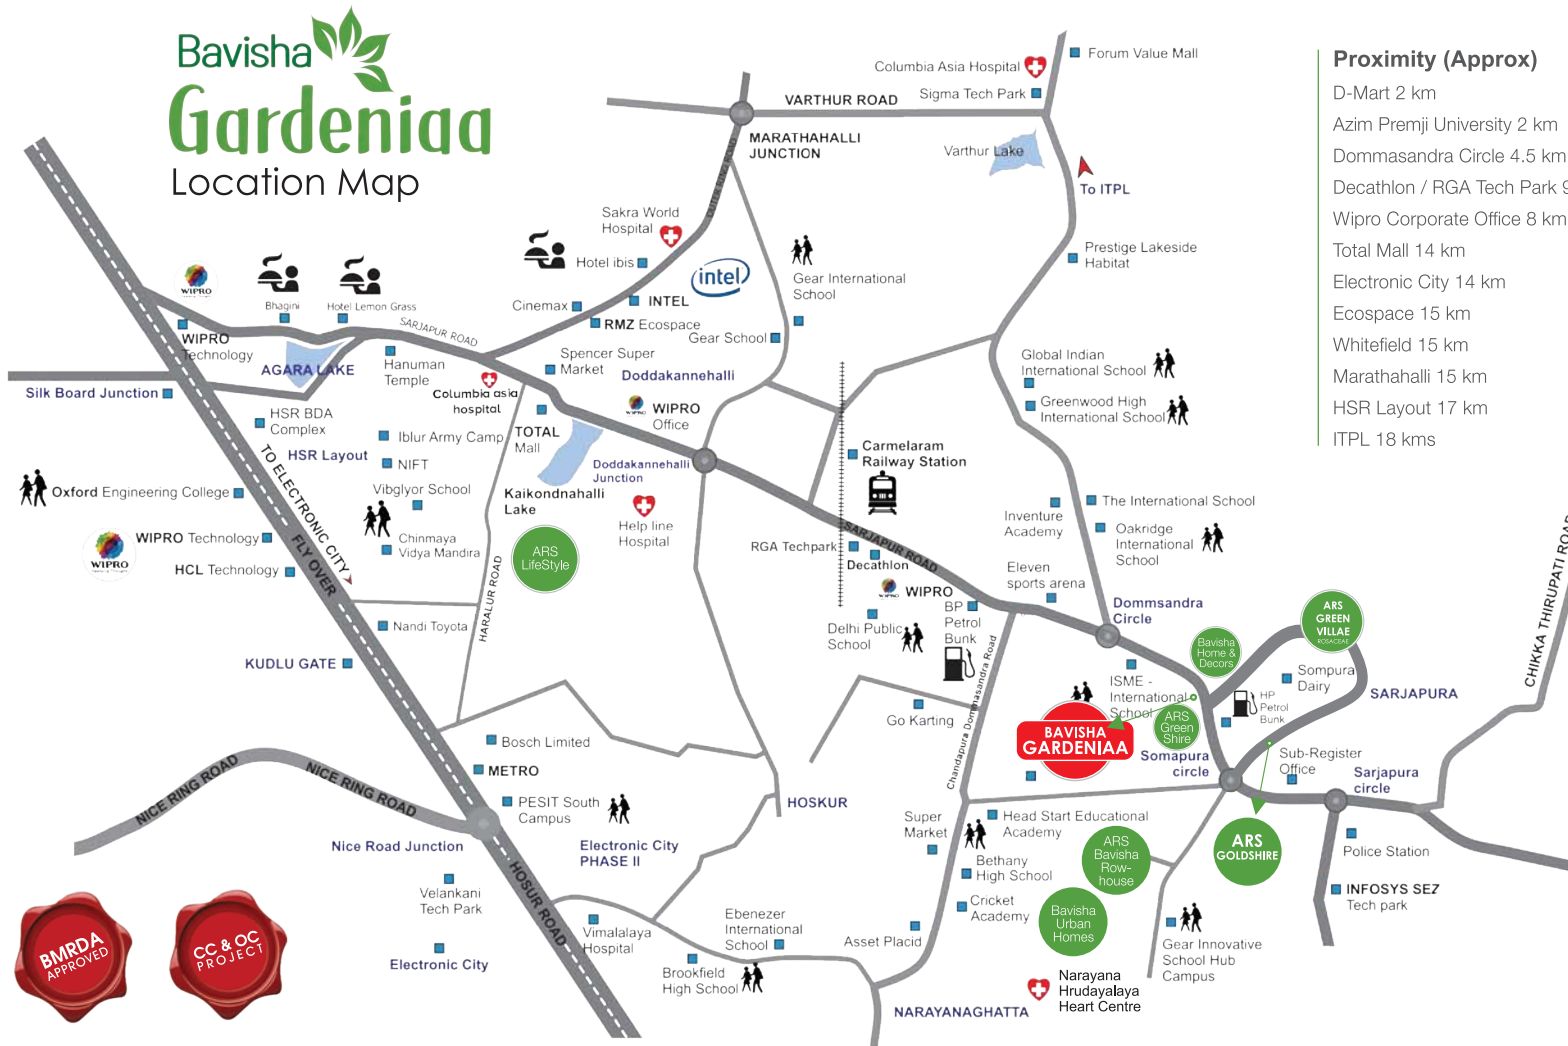 Bavisha
Gardeniaa
Location Map
Proximity (Approx)
D-Mart 2 km
Azim Premji University 2 km
Dommasandra Circle 4.5 km
Decathlon / RGA Tech Park 9
Wipro Corporate Office 8 km
Total Mall 14 km
Electronic City 14 km
Ecospace 15 km
Whitefield 15 km
Marathahalli 15 km
HSR Layout 17 km
ITPL 18 kms
Columbia Asia Hospital
Forum Value Mall
Sigma Tech Park
VARTHUR ROAD
MARATHAHALLI
JUNCTION
OUTER RING ROAD
Varthur Lake
To ITPL
Sakra World
Hospital
Hotel ibis
intel
INTEL
Cinemax
RMZ Ecospace
Gear International
School
Gear School
Prestige Lakeside
Habitat
WIPRO
Bhagini
Hotel Lemon Grass
SARJAPUR ROAD
WIPRO
Technology
AGARA LAKE
Hanuman
Temple
Columbia asia
hospital
Spencer Super
Market
Doddakannehalli
WIPRO
WIPRO
Office
Silk Board Junction
HSR BDA
Complex
HSR Layout
Iblur Army Camp
NIFT
TOTAL
Mall
Doddakannehalli
Junction
Kaikondnahalli
Lake
Global Indian
International School
Greenwood High
International School
Carmelaram
Railway Station
Oxford Engineering College
Vibglyor School
Chinmaya
Vidya Mandira
Help line
Hospital
ARS
LifeStyle
TO ELECTRONIC CITY
FLY OVER
WIPRO
WIPRO Technology
HCL Technology
HARALUR ROAD
Nandi Toyota
KUDLU GATE
RGA Techpark
Decathlon
SARJAPUR ROAD
WIPRO
Delhi Public
School
BP
Petrol
Bunk
Inventure
Academy
The International School
Oakridge
International
School
Eleven
sports arena
Dommsandra
Circle
CHIKKA THIRUPATI ROAD
Bavisha
Home &
Decors
ARS
GREEN
VILLAE
ROSACEAE
Sompura
Dairy
SARJAPURA
ISME -
International
School
HP
Petrol
Bunk
ARS
Green
Shire
BAVISHA
GARDENIAA
Chandapura Dommasandra Road
Go Karting
Somapura
circle
Sub-Register
Office
Sarjapura
circle
Bosch Limited
METRO
PESIT South
Campus
NICE RING ROAD
NICE RING ROAD
Nice Road Junction
Electronic City
PHASE II
HOSKUR
Super
Market
Head Start Educational
Academy
Bethany
High School
Cricket
Academy
ARS
Bavisha
Row-
house
Bavisha
Urban
Homes
ARS
GOLDSHIRE
Police Station
INFOSYS SEZ
Tech park
HOSUR ROAD
Velankani
Tech Park
Electronic City
Vimalalaya
Hospital
Ebenezer
International
School
Brookfield
High School
Asset Placid
Gear Innovative
School Hub
Campus
Narayana
Hrudayalaya
Heart Centre
NARAYANAGHATTA
BMRDA
APPROVED
CC & OC
PROJECT